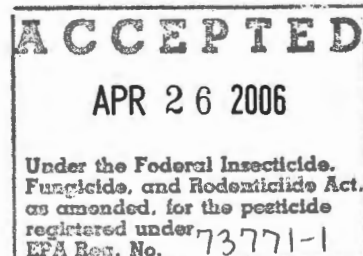 ACCEPTED
APR 26 2006
Under the Federal Insecticide,
Fungicide, and Rodenticide Act,
as amended, for the pesticide
registered under
EPA Reg. No. 73771-1